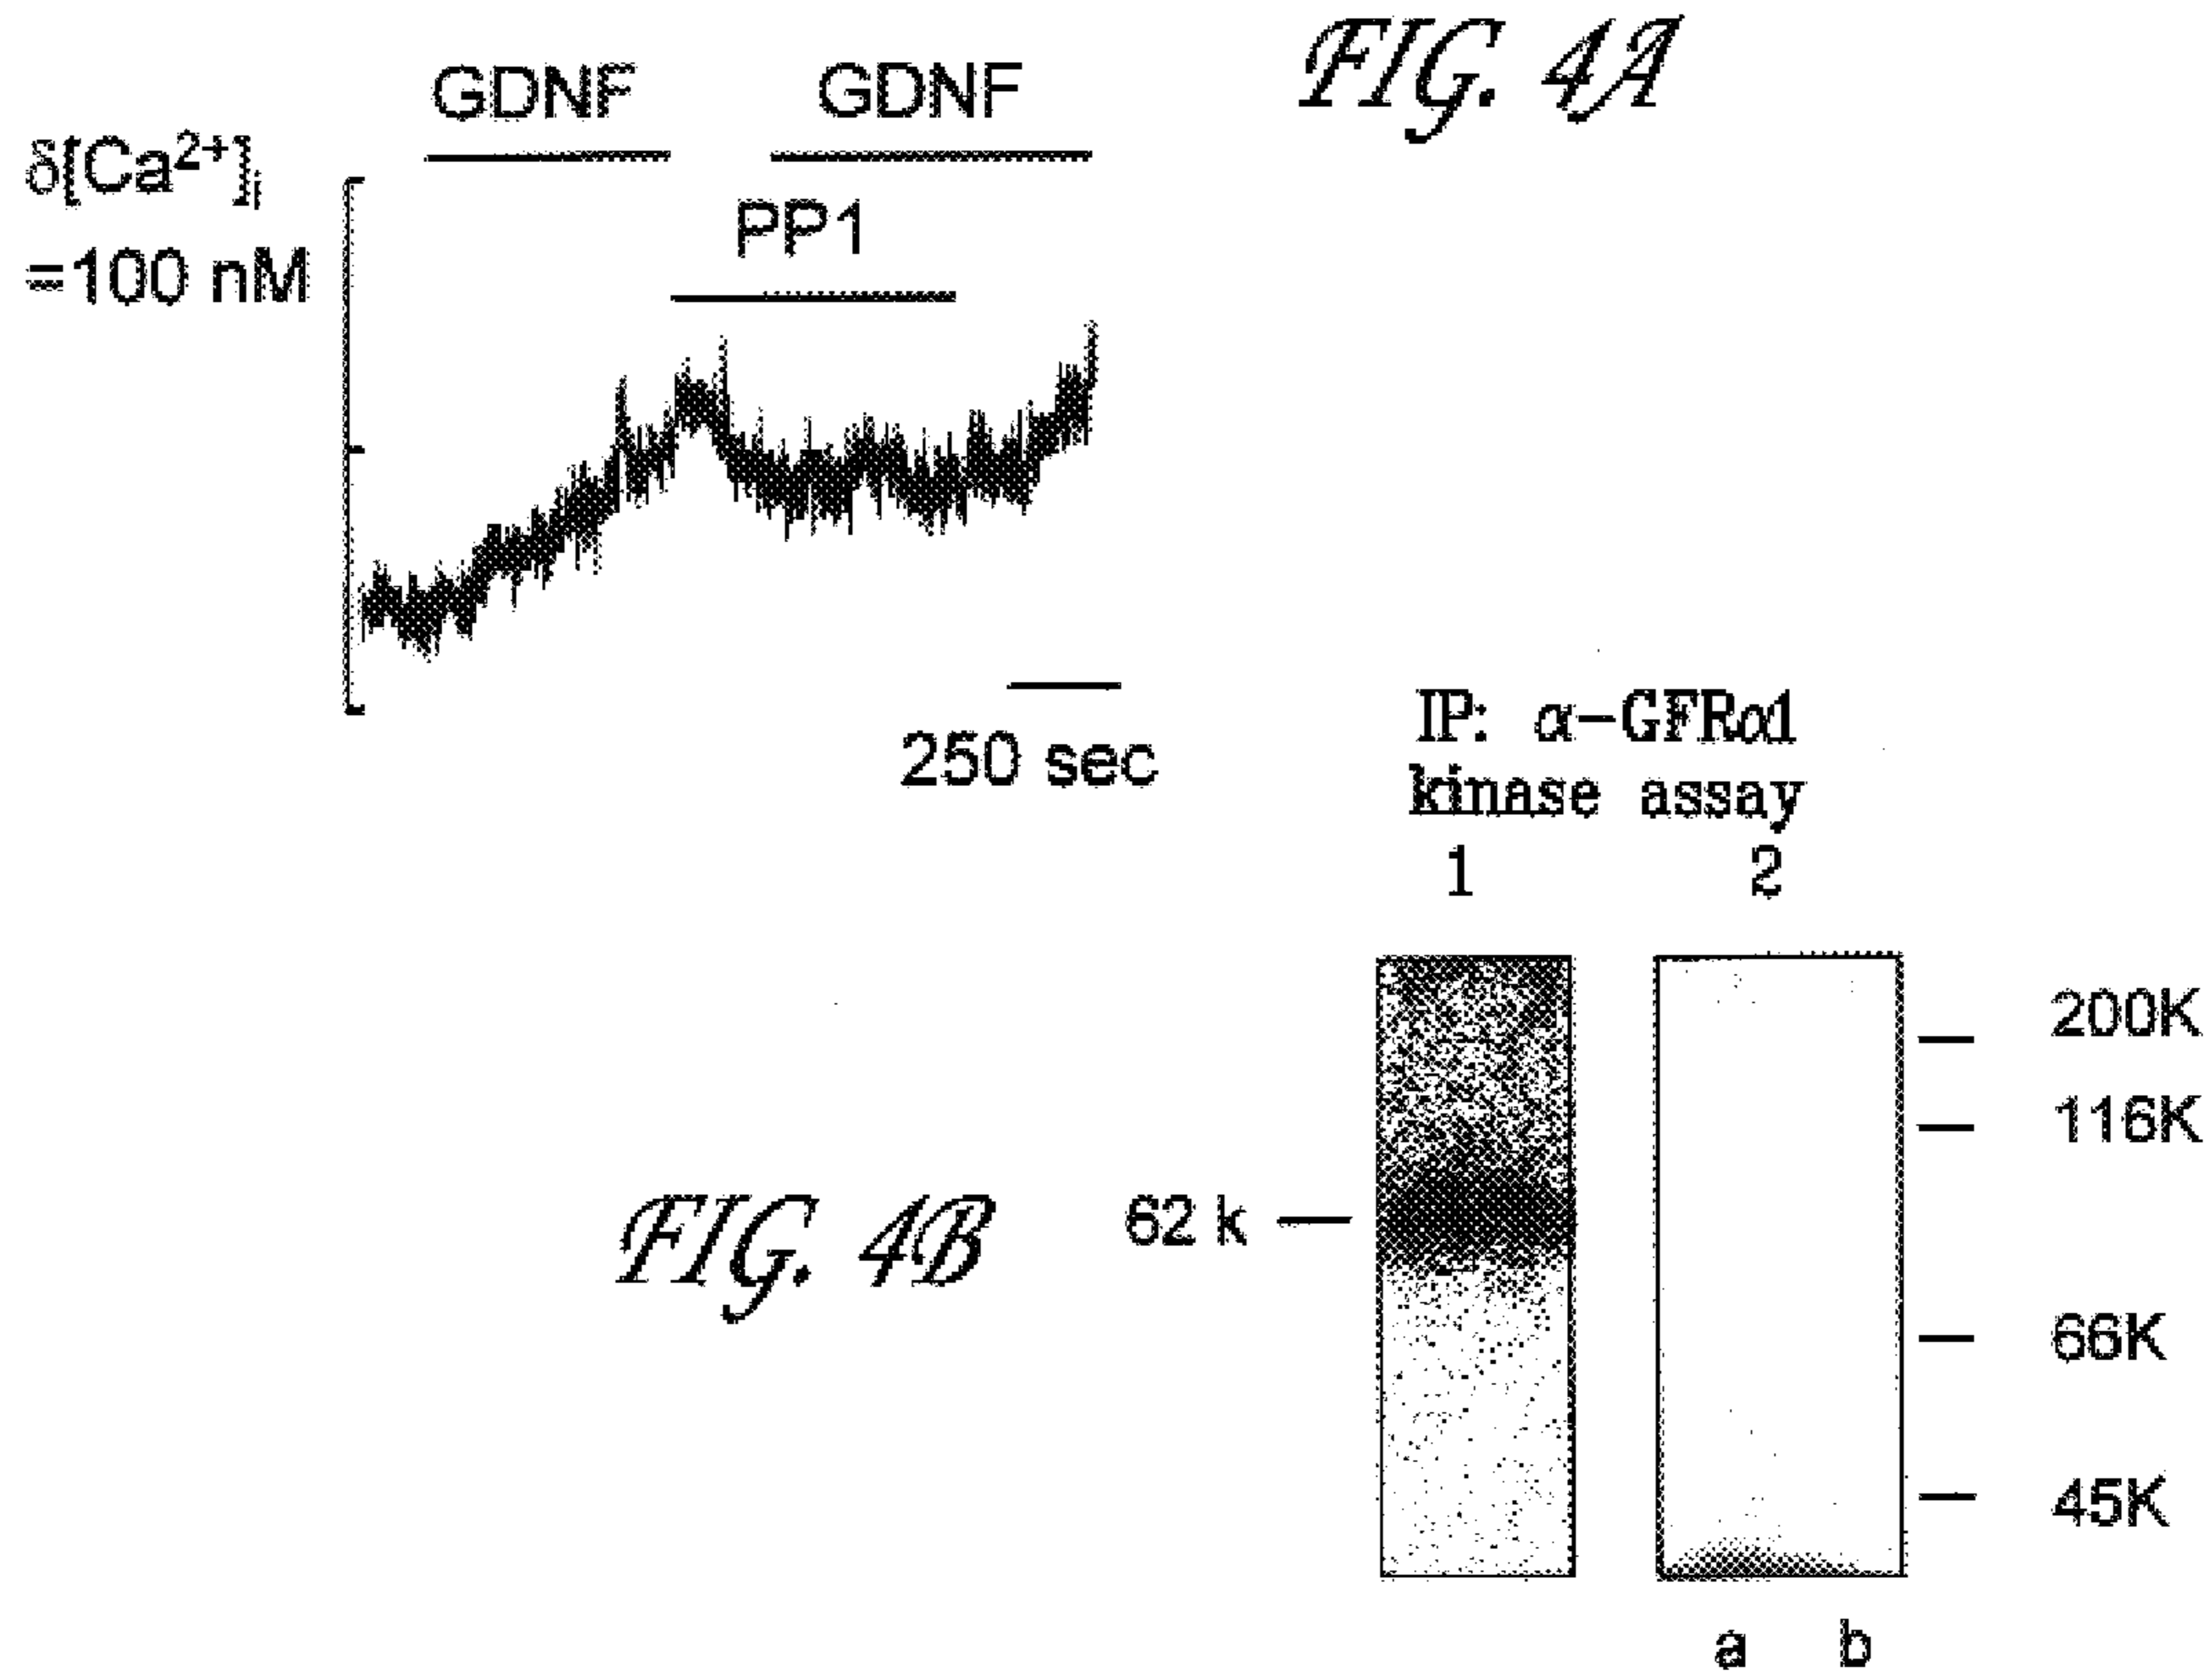 FIG. 4A
GDNF GDNF
δ[Ca²⁺]i
=100 nM
PP1
250 sec
IP: α-GFRα1
kinase assay
1 2
200K
116K
62 k
FIG. 4B
66K
45K
a b